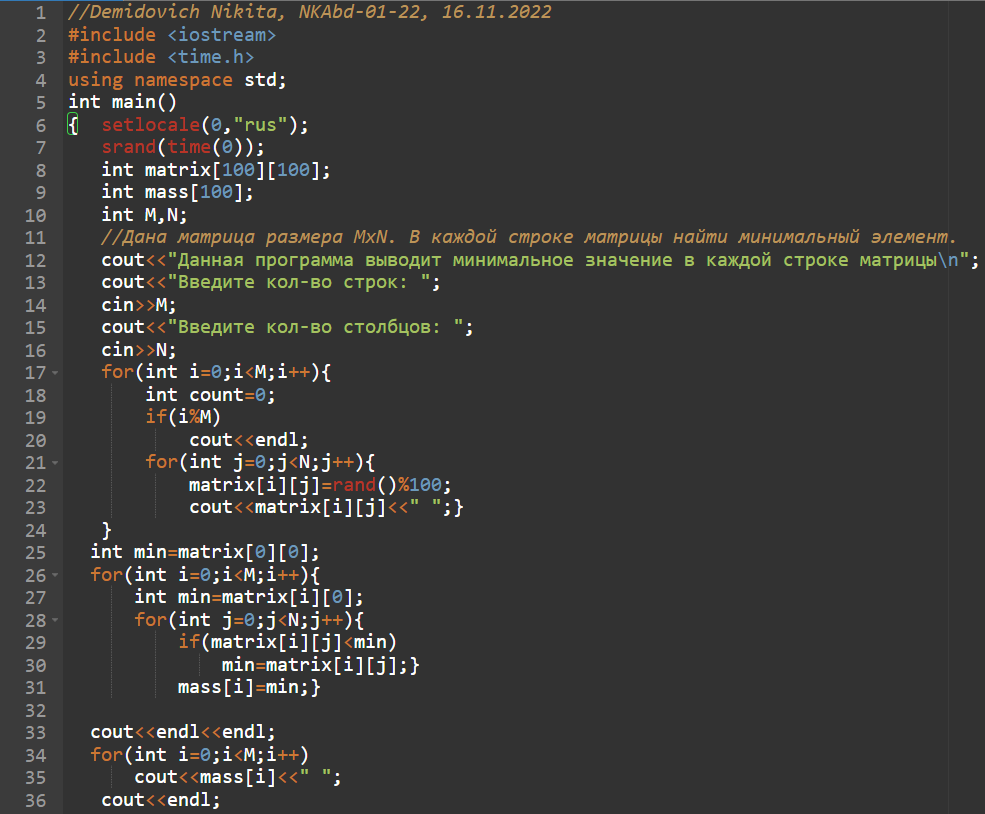 1 //Demidovich Nikita, NKAbd-01-22, 16.11.2022
2 #include <iostream>
3 #include <time.h>
4 using namespace std;
5 int main()
6 {  setlocale(0,"rus");
7    srand(time(0));
8    int matrix[100][100];
9    int mass[100];
10    int M,N;
11    //Дана матрица размера MxN. В каждой строке матрицы найти минимальный элемент.
12    cout<<"Данная программа выводит минимальное значение в каждой строке матрицы\n";
13    cout<<"Введите кол-во строк: ";
14    cin>>M;
15    cout<<"Введите кол-во столбцов: ";
16    cin>>N;
17    for(int i=0;i<M;i++){
18        int count=0;
19        if(i%M)
20            cout<<endl;
21        for(int j=0;j<N;j++){
22            matrix[i][j]=rand()%100;
23            cout<<matrix[i][j]<<" ";}
24    }
25   int min=matrix[0][0];
26   for(int i=0;i<M;i++){
27       int min=matrix[i][0];
28       for(int j=0;j<N;j++){
29           if(matrix[i][j]<min)
30               min=matrix[i][j];}
31           mass[i]=min;}
32
33   cout<<endl<<endl;
34   for(int i=0;i<M;i++)
35       cout<<mass[i]<<" ";
36    cout<<endl;